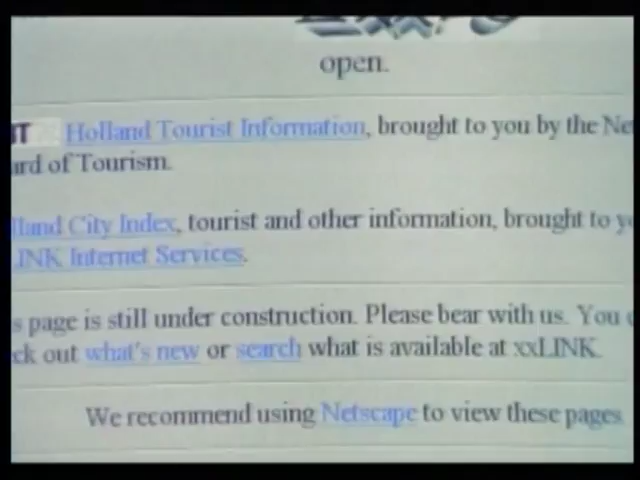 open.
Holland Tourist Information, brought to you by the
ard of Tourism.
lland City Index, tourist and other information, brought to
LINK Internet Services.
s page is still under construction. Please bear with us. You
ck out what's new or search what is available at xxLINK.
We recommend using Netscape to view these pages.